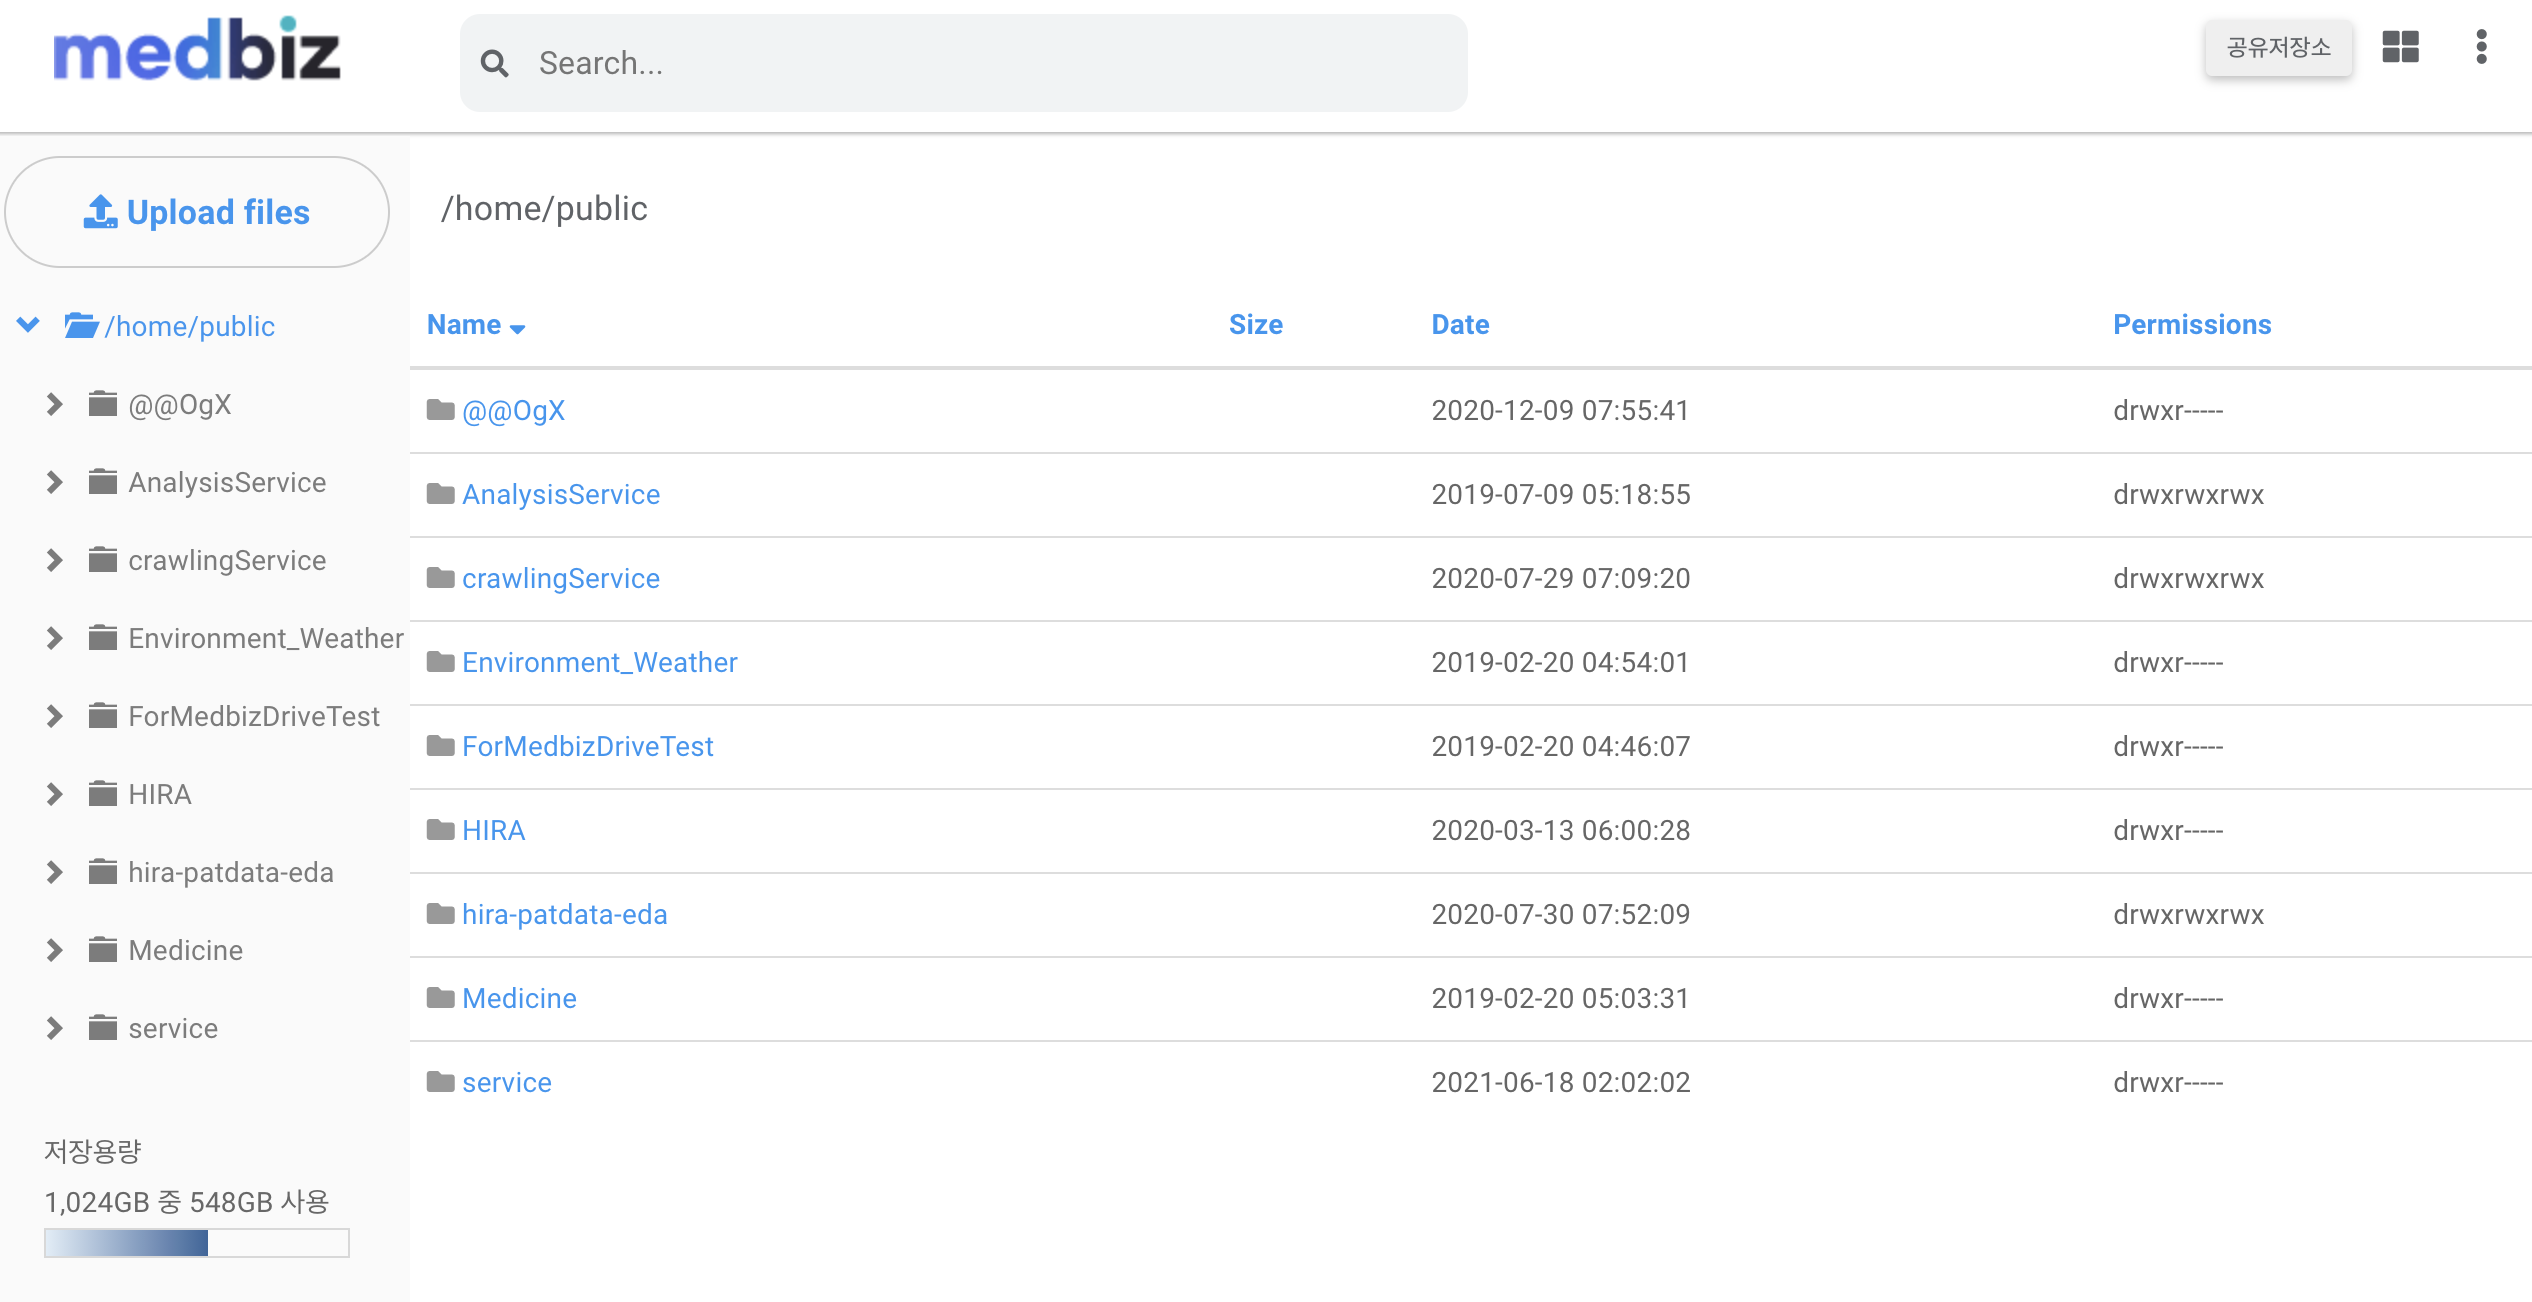 medbiz
Search...
공유저장소
Upload files
/home/public
@@OgX
AnalysisService
crawlingService
Environment_Weather
ForMedbizDriveTest
HIRA
hira-patdata-eda
Medicine
service
저장용량
1,024GB 중 548GB 사용
/home/public
Name Size Date Permissions
@@OgX 2020-12-09 07:55:41 drwxr-----
AnalysisService 2019-07-09 05:18:55 drwxrwxrwx
crawlingService 2020-07-29 07:09:20 drwxrwxrwx
Environment_Weather 2019-02-20 04:54:01 drwxr-----
ForMedbizDriveTest 2019-02-20 04:46:07 drwxr-----
HIRA 2020-03-13 06:00:28 drwxr-----
hira-patdata-eda 2020-07-30 07:52:09 drwxrwxrwx
Medicine 2019-02-20 05:03:31 drwxr-----
service 2021-06-18 02:02:02 drwxr-----